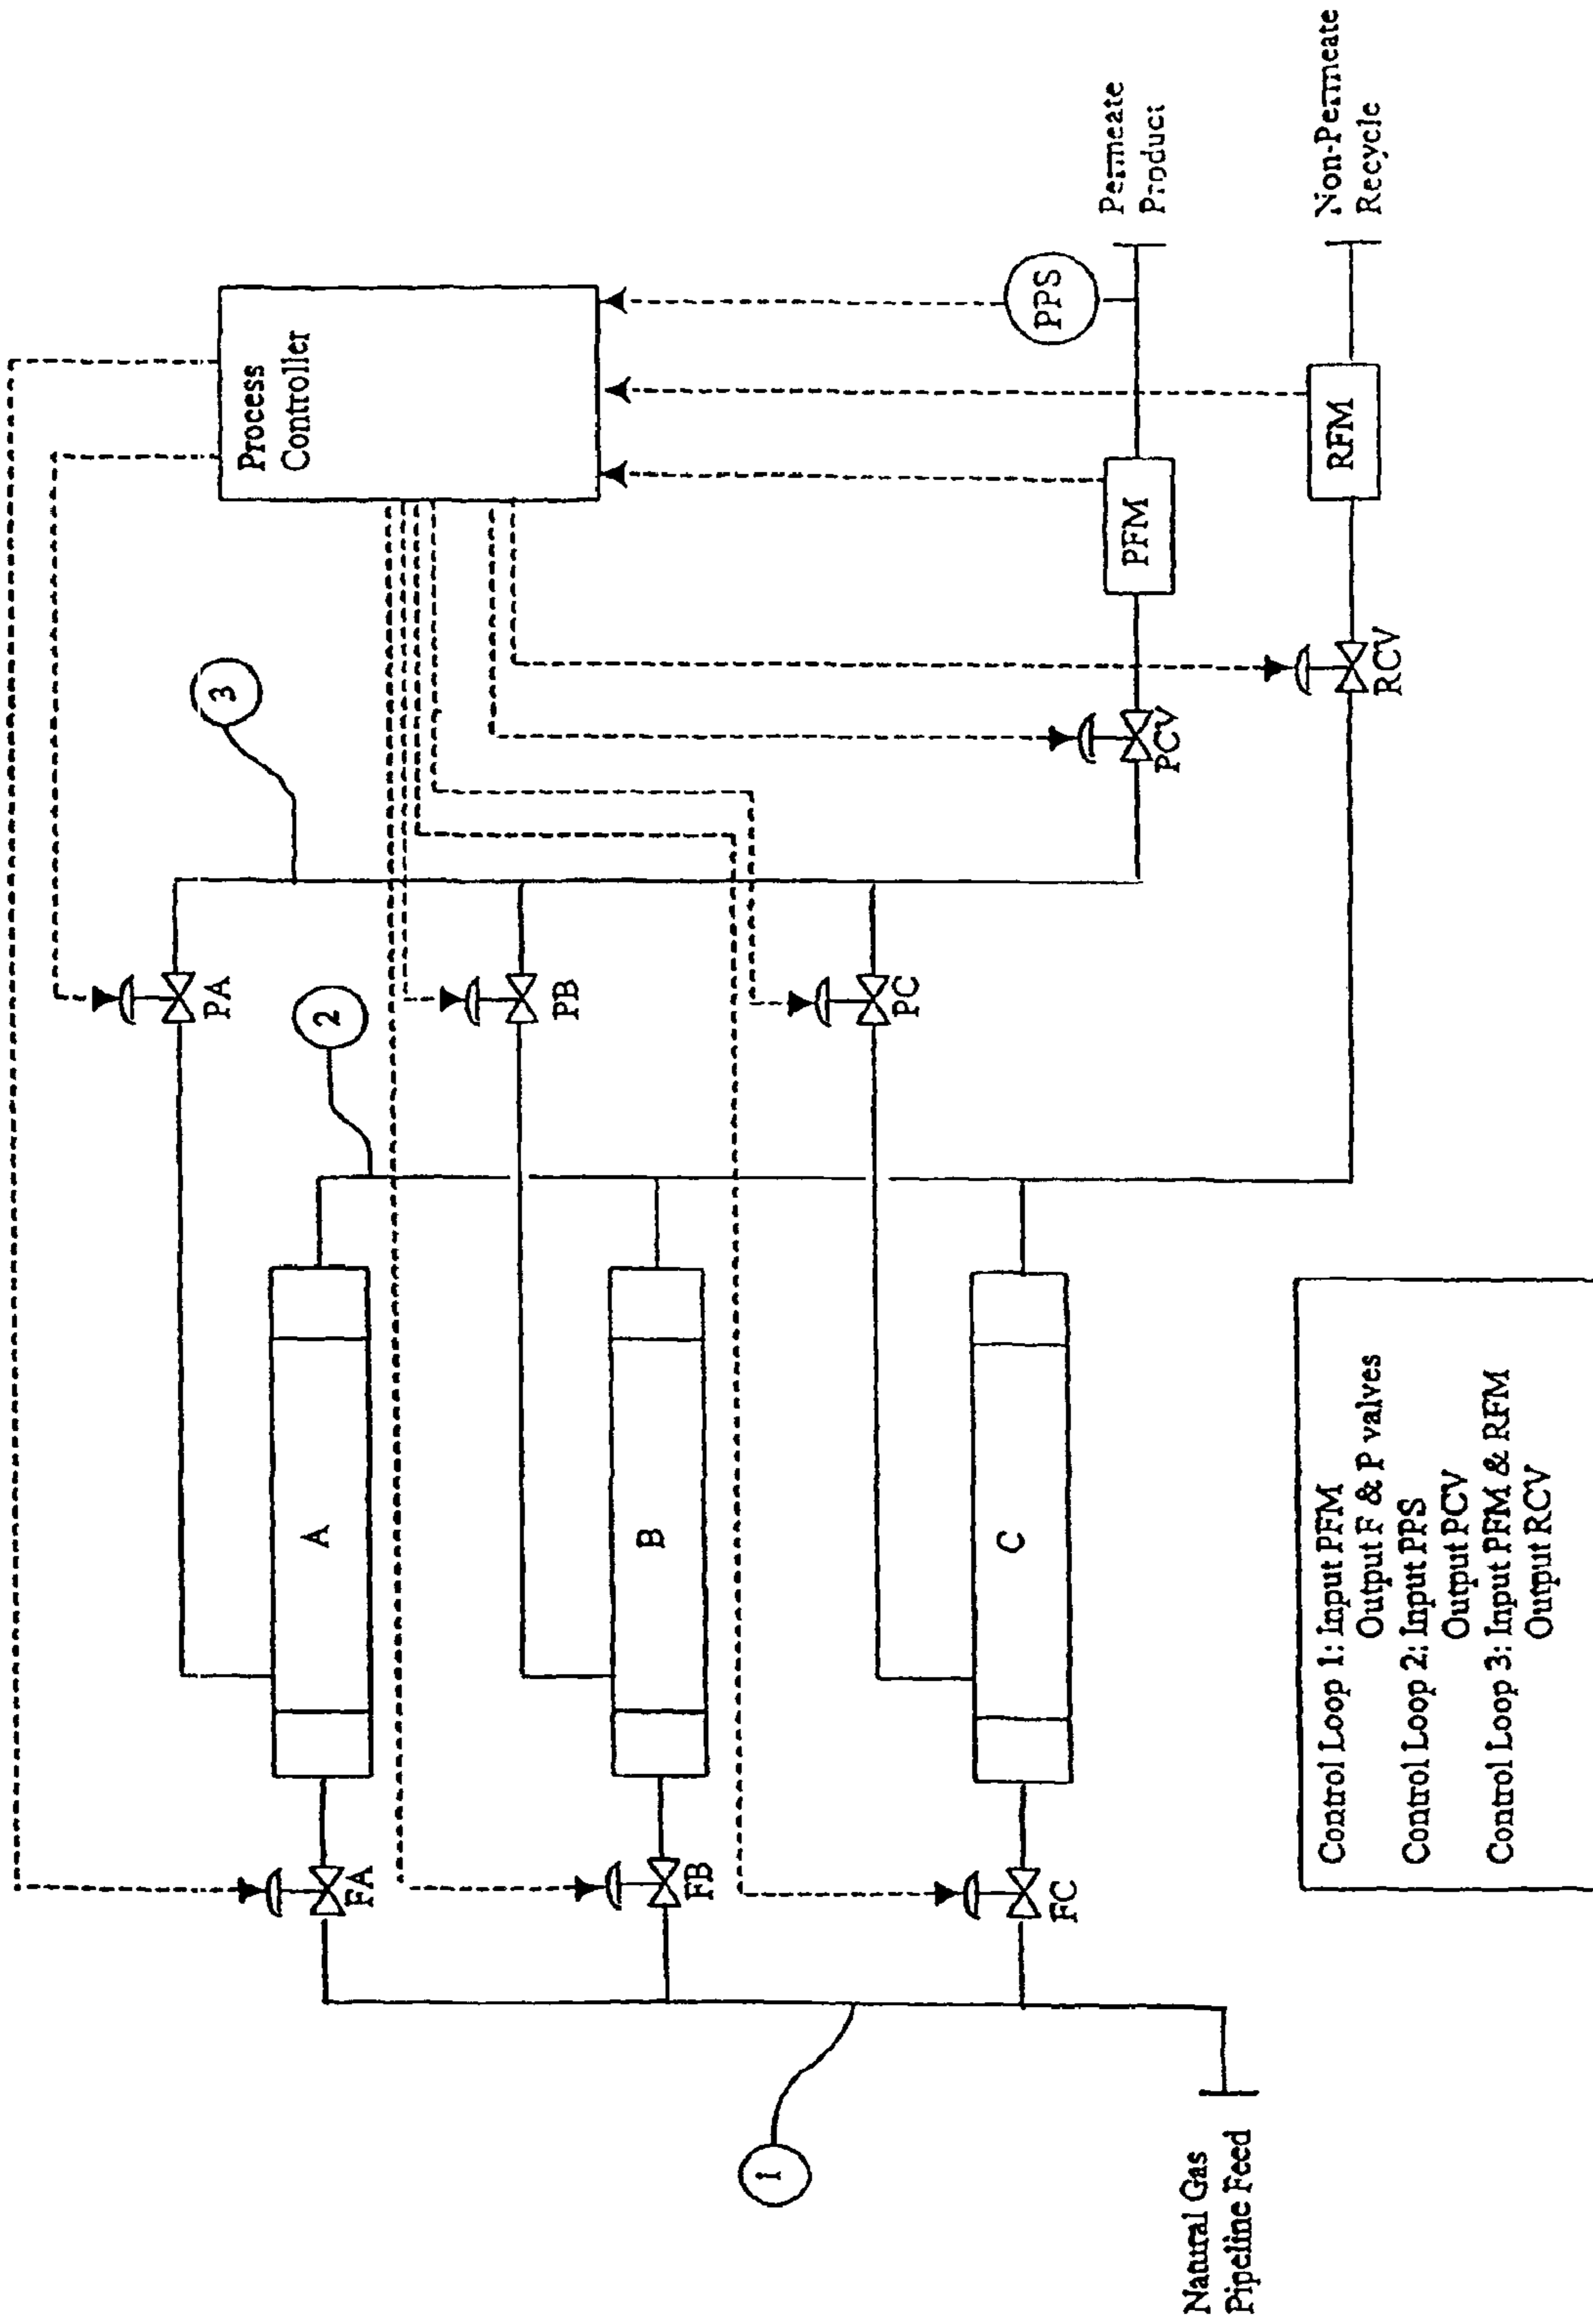 Process
Controller
3
PA
2
PB
PC
A
B
C
FA
FB
FC
1
PPS
PFM
RFM
PCV
RCV
Permeate
Product
Non-Permeate
Recycle
Natural Gas
Pipeline Feed
Control Loop 1: Input PFM
Output F & P valves
Control Loop 2: Input PPS
Output PCV
Control Loop 3: Input PFM & RFM
Output RCV